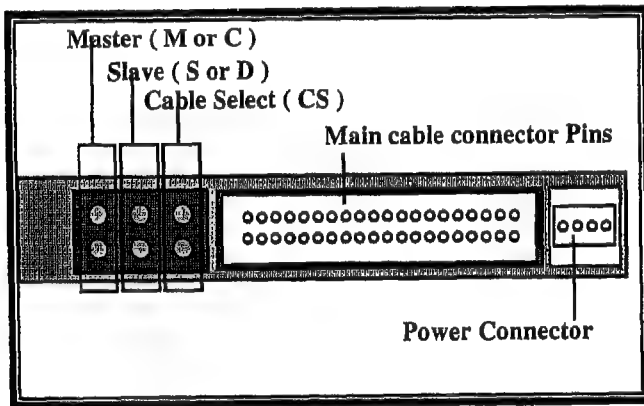 Master ( M or C )
Slave ( S or D )
Cable Select ( CS )
Main cable connector Pins
Power Connector